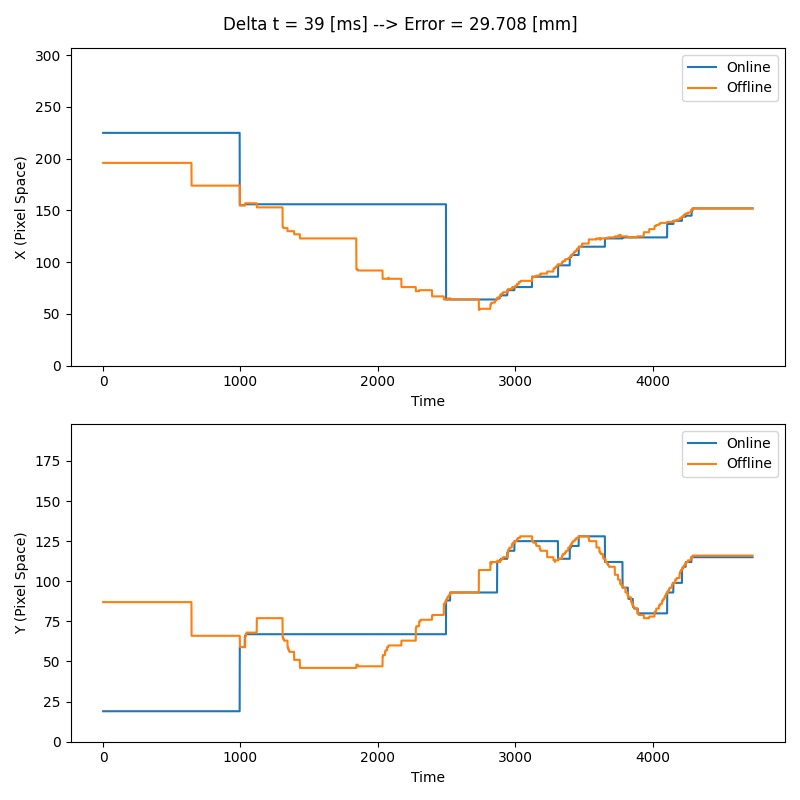 Delta t = 39 [ms] --> Error = 29.708 [mm]
300
250
200
150
100
50
0
X (Pixel Space)
Online
Offline
0 1000 2000 3000 4000
Time
175
150
125
100
75
50
25
0
Y (Pixel Space)
Online
Offline
0 1000 2000 3000 4000
Time